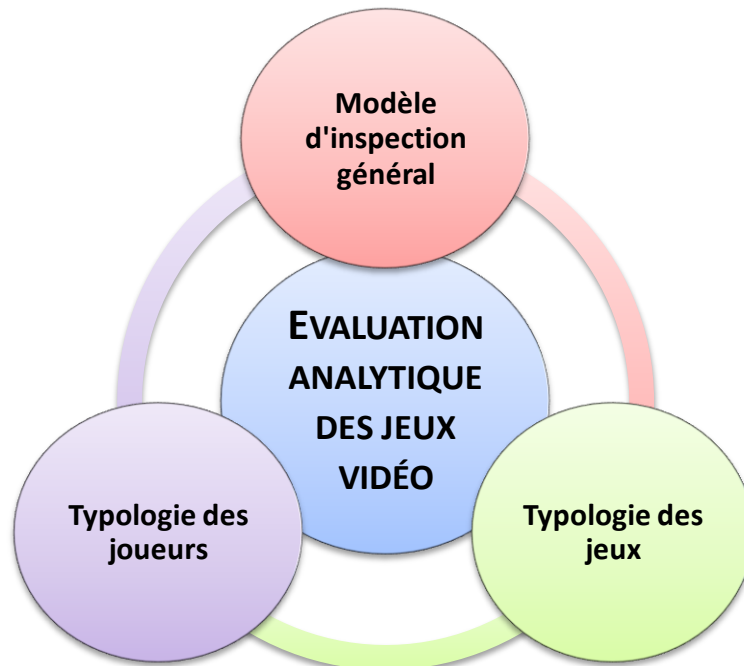 Modèle
d'inspection
général
EVALUATION
ANALYTIQUE
DES JEUX
VIDÉO
Typologie des
joueurs
Typologie des
jeux